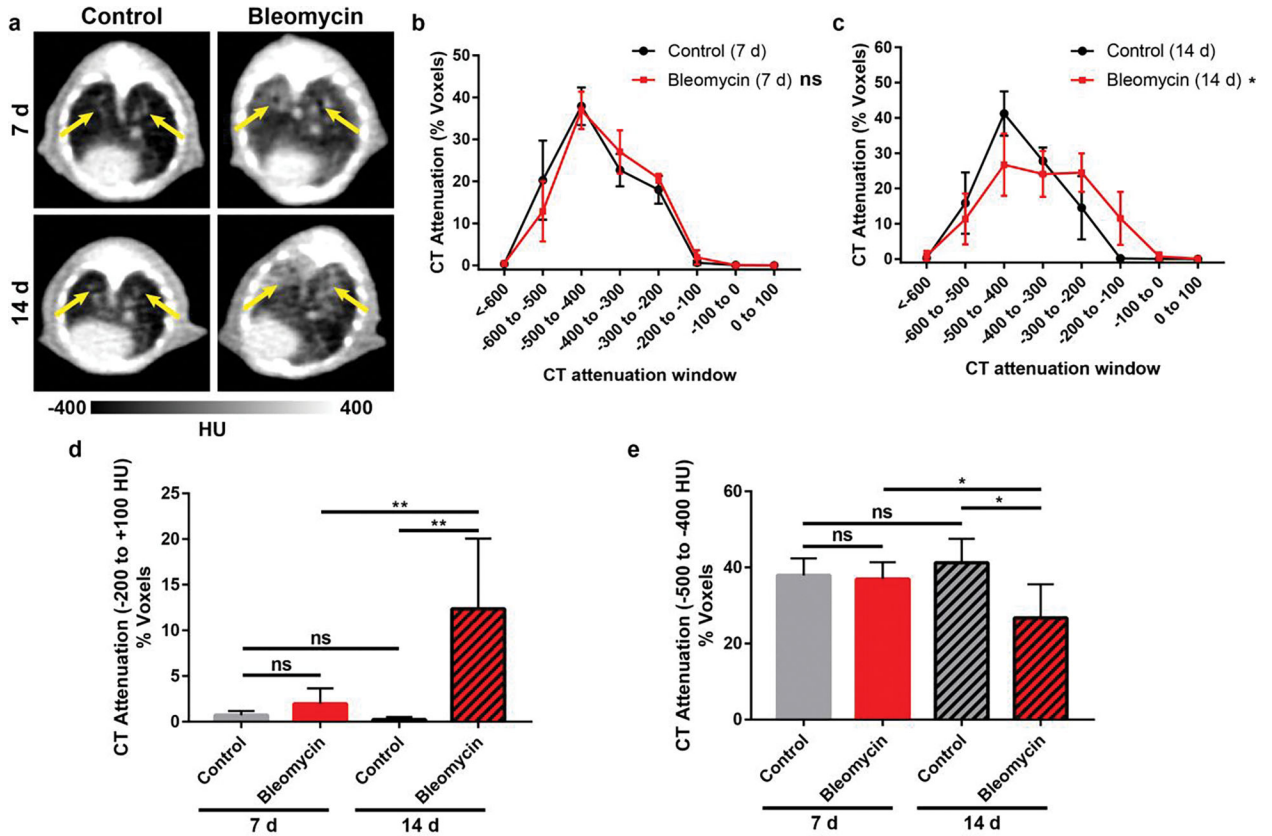 a
Control
Bleomycin
7 d
14 d
-400
400
HU
b
Control (7 d)
Bleomycin (7 d) ns
CT Attenuation (% Voxels)
50
40
30
20
10
0
<-600
-600 to -500
-500 to -400
-400 to -300
-300 to -200
-200 to -100
-100 to 0
0 to 100
CT attenuation window
c
Control (14 d)
Bleomycin (14 d) *
CT Attenuation (% Voxels)
60
50
40
30
20
10
0
<-600
-600 to -500
-500 to -400
-400 to -300
-300 to -200
-200 to -100
-100 to 0
0 to 100
CT attenuation window
d
CT Attenuation (-200 to +100 HU)
% Voxels
25
20
15
10
5
0
**
**
ns
ns
Control
Bleomycin
Control
Bleomycin
7 d
14 d
e
CT Attenuation (-500 to -400 HU)
% Voxels
60
40
20
0
*
*
ns
ns
Control
Bleomycin
Control
Bleomycin
7 d
14 d